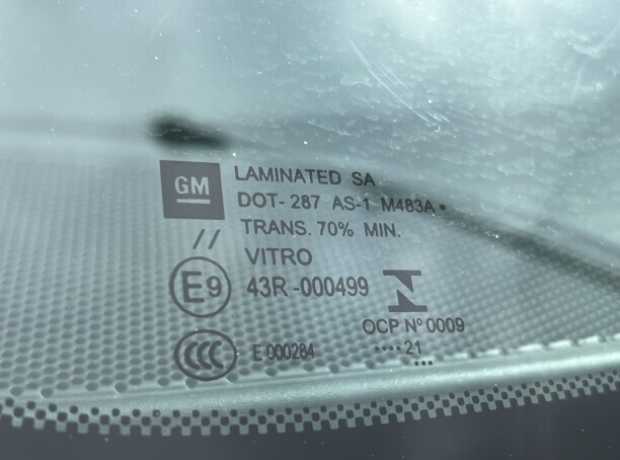 GM
LAMINATED SA
DOT- 287 AS-1 M483A
TRANS. 70% MIN.
//
VITRO
E9 43R -000499
OCP Nº 0009
CCC E 000284
····21
···